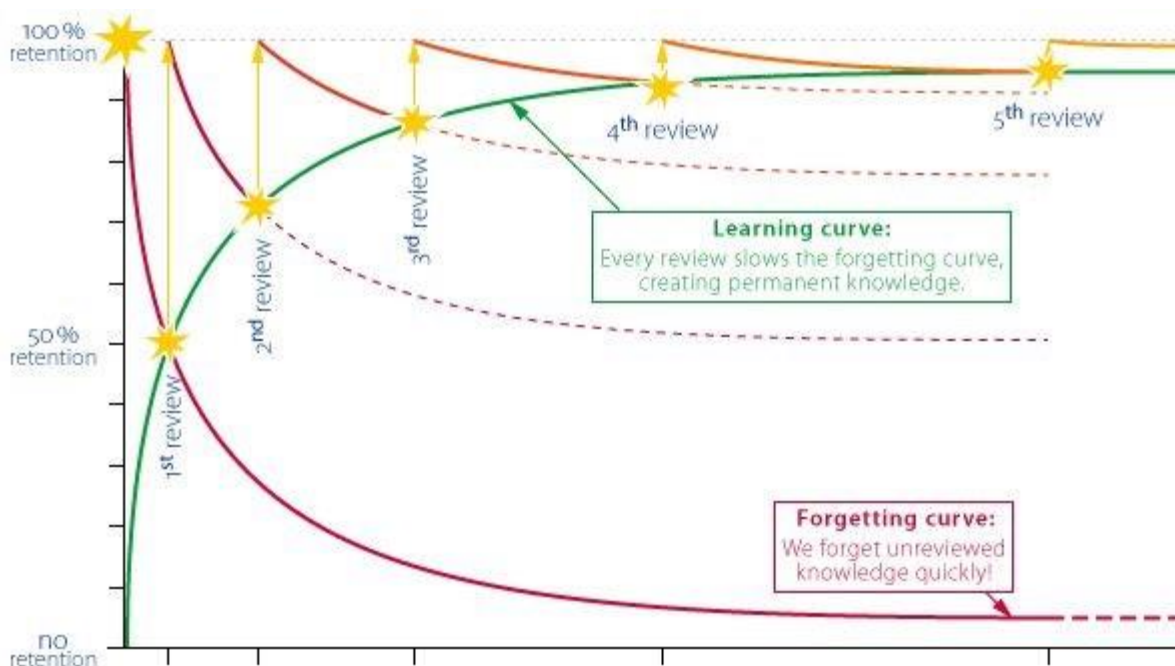 100 %
retention
4th review
5th review
3rd review
2nd review
1st review
Learning curve:
Every review slows the forgetting curve,
creating permanent knowledge.
50 %
retention
Forgetting curve:
We forget unreviewed
knowledge quickly!
no
retention